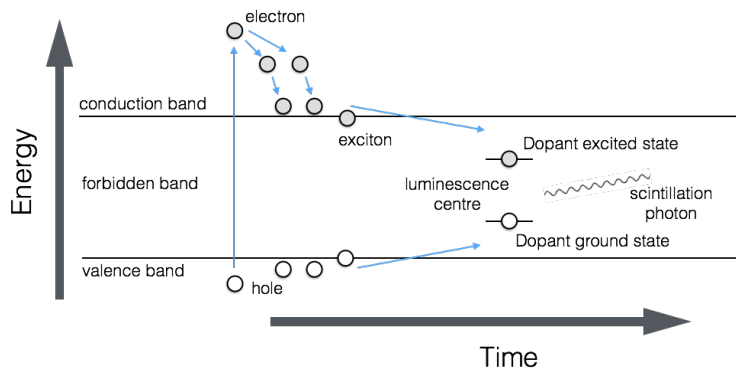 electron
conduction band
exciton
Dopant excited state
Energy
forbidden band
luminescence
centre
scintillation
photon
Dopant ground state
valence band
hole
Time